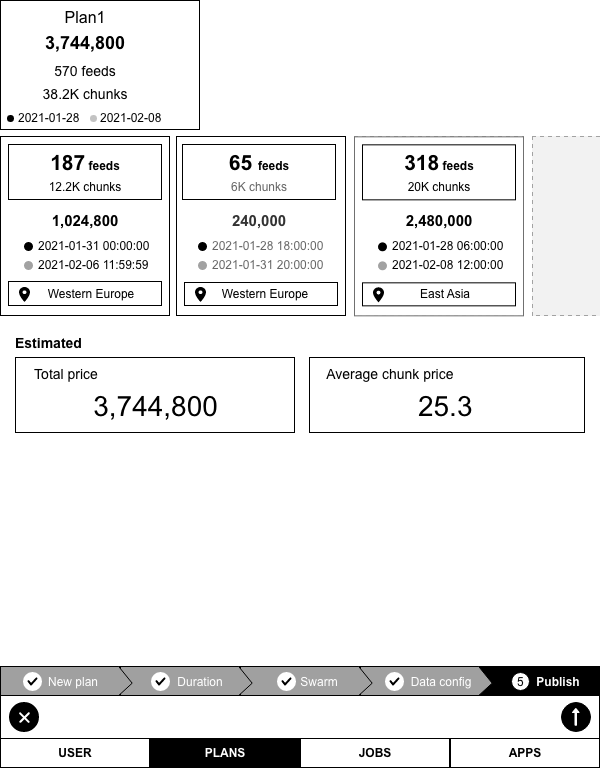 Plan1
3,744,800
570 feeds
38.2K chunks
2021-01-28 2021-02-08
187 feeds
12.2K chunks
1,024,800
2021-01-31 00:00:00
2021-02-06 11:59:59
Western Europe
65 feeds
6K chunks
240,000
2021-01-28 18:00:00
2021-01-31 20:00:00
Western Europe
318 feeds
20K chunks
2,480,000
2021-01-28 06:00:00
2021-02-08 12:00:00
East Asia
Estimated
Total price
3,744,800
Average chunk price
25.3
New plan Duration Swarm Data config 5 Publish
USER PLANS JOBS APPS